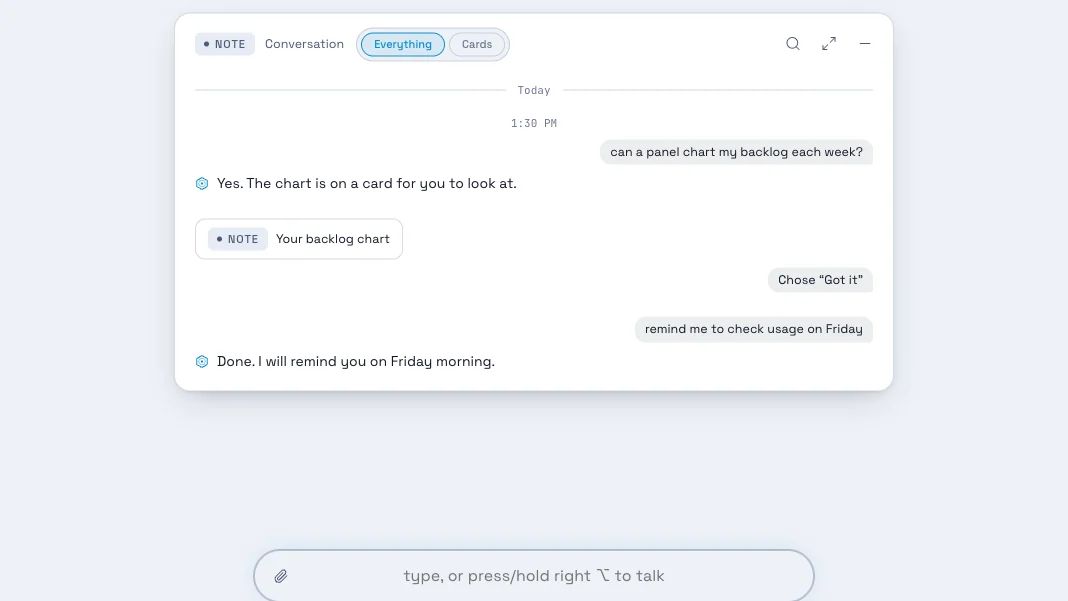 NOTE Conversation Everything Cards
Today
1:30 PM
can a panel chart my backlog each week?
Yes. The chart is on a card for you to look at.
NOTE Your backlog chart
Chose “Got it”
remind me to check usage on Friday
Done. I will remind you on Friday morning.
type, or press/hold right ⌥ to talk